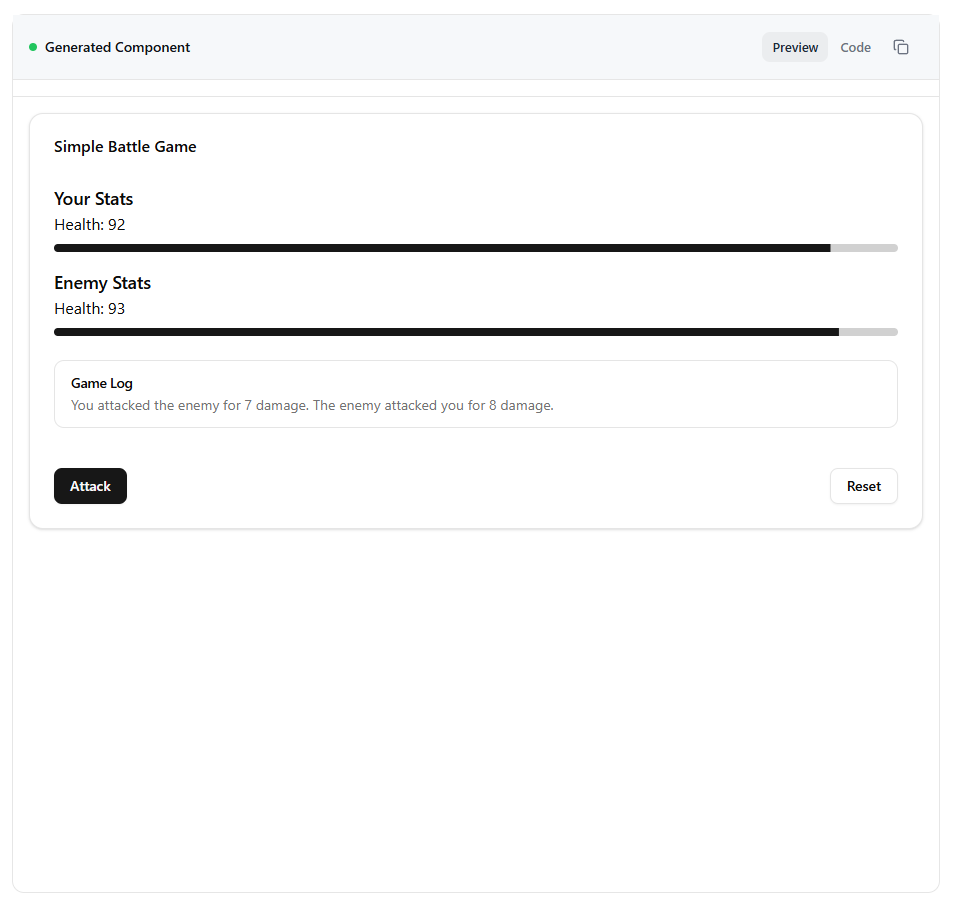 Generated Component
Preview
Code
Simple Battle Game
Your Stats
Health: 92
Enemy Stats
Health: 93
Game Log
You attacked the enemy for 7 damage. The enemy attacked you for 8 damage.
Attack
Reset